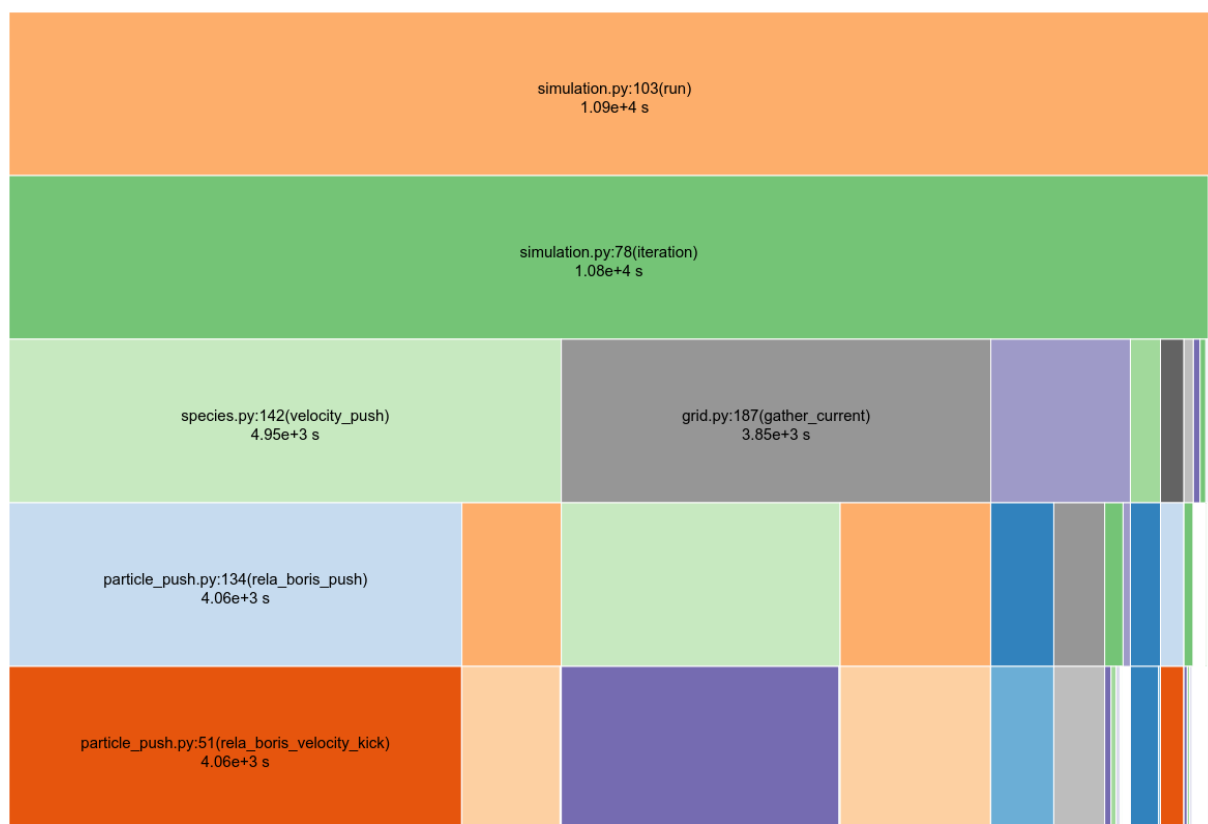 simulation.py:103(run)
1.09e+4 s
simulation.py:78(iteration)
1.08e+4 s
species.py:142(velocity_push)
4.95e+3 s
grid.py:187(gather_current)
3.85e+3 s
particle_push.py:134(rela_boris_push)
4.06e+3 s
particle_push.py:51(rela_boris_velocity_kick)
4.06e+3 s